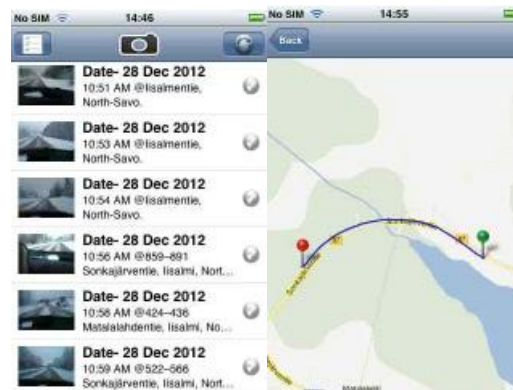 No SIM 14:46
Date- 28 Dec 2012
10:51 AM @Iisalmentie,
North-Savo.
Date- 28 Dec 2012
10:53 AM @Iisalmentie,
North-Savo.
Date- 28 Dec 2012
10:54 AM @Iisalmentie,
North-Savo.
Date- 28 Dec 2012
10:56 AM @859–891
Sonkajärventie, Iisalmi, Nort...
Date- 28 Dec 2012
10:58 AM @424–436
Matalalahdentie, Iisalmi, No...
Date- 28 Dec 2012
10:59 AM @522–566
Sonkajärventie, Iisalmi, Nort...
No SIM 14:55
Back
Sonkajärventie
87
87